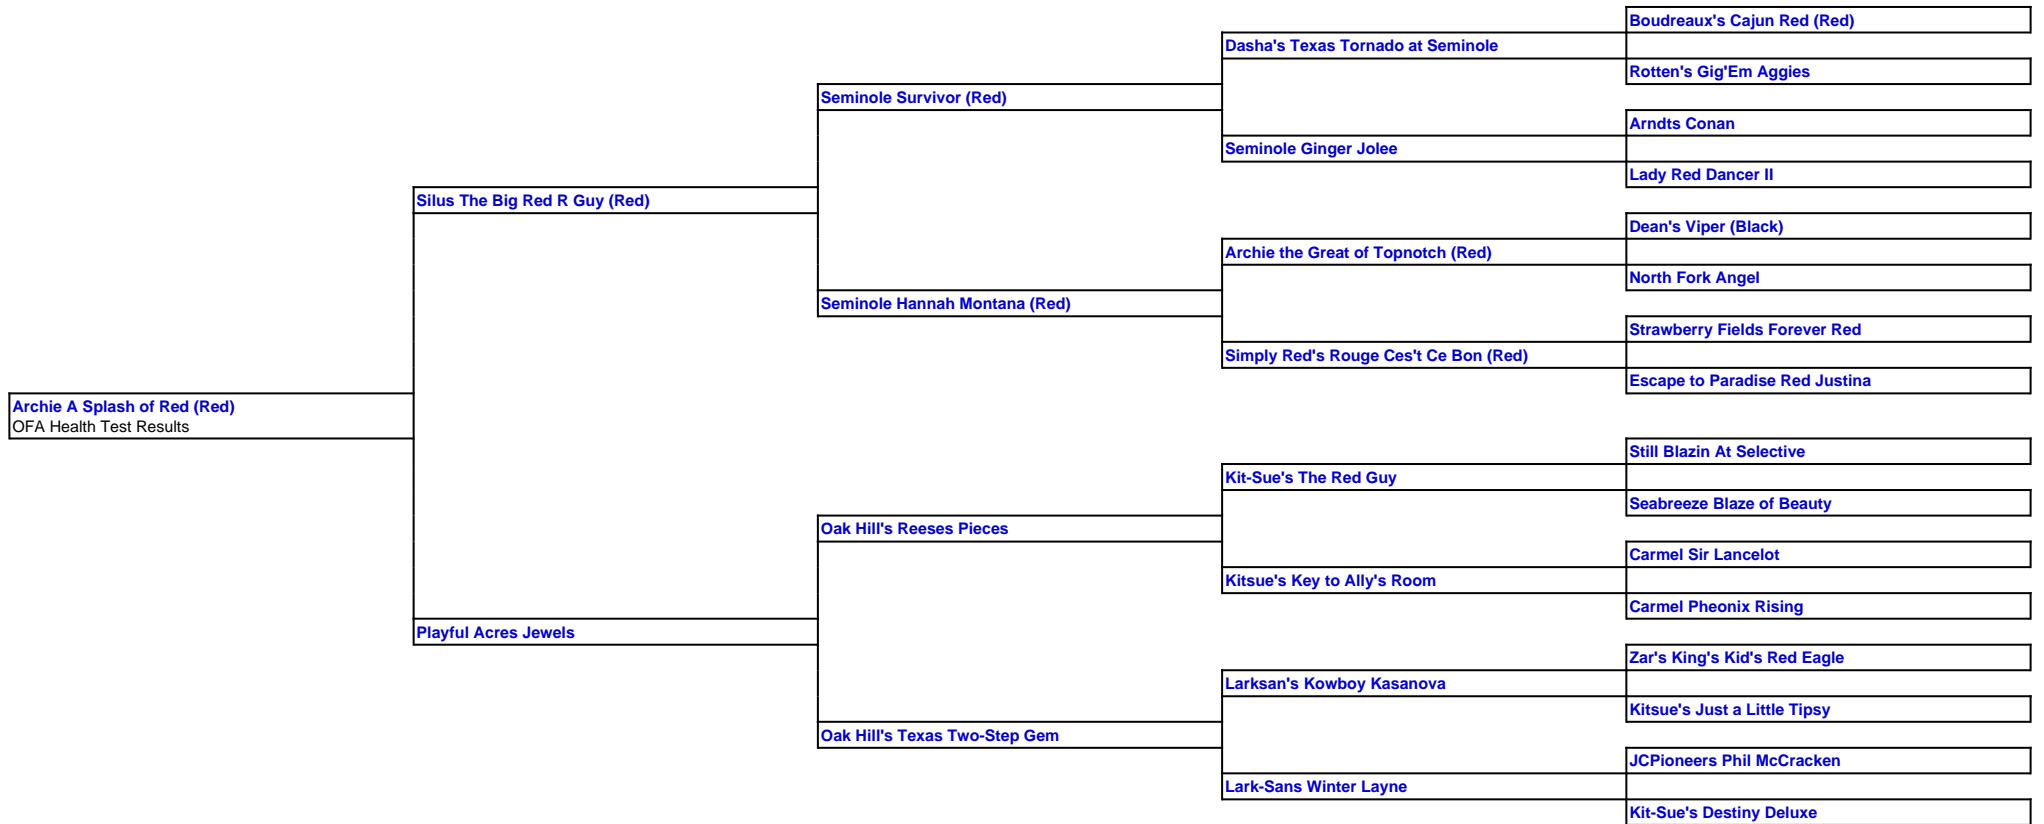 Boudreaux's Cajun Red (Red)
Dasha's Texas Tornado at Seminole
Rotten's Gig'Em Aggies
Seminole Survivor (Red)
Arndts Conan
Seminole Ginger Jolee
Lady Red Dancer II
Silus The Big Red R Guy (Red)
Dean's Viper (Black)
Archie the Great of Topnotch (Red)
North Fork Angel
Seminole Hannah Montana (Red)
Strawberry Fields Forever Red
Simply Red's Rouge Ces't Ce Bon (Red)
Escape to Paradise Red Justina
Archie A Splash of Red (Red)
OFA Health Test Results
Still Blazin At Selective
Kit-Sue's The Red Guy
Seabreeze Blaze of Beauty
Oak Hill's Reeses Pieces
Carmel Sir Lancelot
Kitsue's Key to Ally's Room
Carmel Pheonix Rising
Playful Acres Jewels
Zar's King's Kid's Red Eagle
Larksan's Kowboy Kasanova
Kitsue's Just a Little Tipsy
Oak Hill's Texas Two-Step Gem
JCPioneers Phil McCracken
Lark-Sans Winter Layne
Kit-Sue's Destiny Deluxe